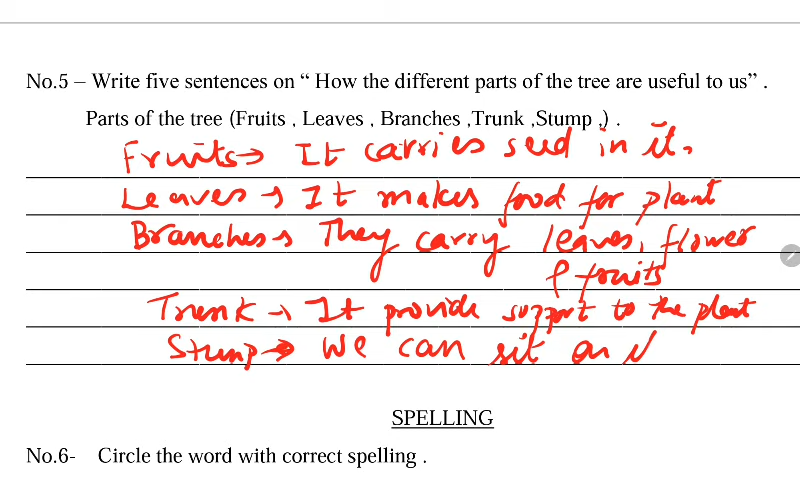 No.5 – Write five sentences on “ How the different parts of the tree are useful to us” .
Parts of the tree (Fruits , Leaves , Branches ,Trunk ,Stump ,) .
Fruits → It carries seed in it.
Leaves → It makes food for plant
Branches → They carry leaves, flower
& fruits
Trunk → It provide support to the plant
Stump → We can sit on
SPELLING
No.6- Circle the word with correct spelling .